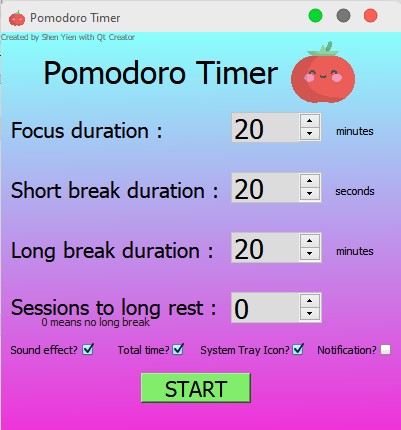 Pomodoro Timer
Created by Shen Yien with Qt Creator
Pomodoro Timer
Focus duration : 20 minutes
Short break duration : 20 seconds
Long break duration : 20 minutes
Sessions to long rest : 0
0 means no long break
Sound effect? Total time? System Tray Icon? Notification?
START